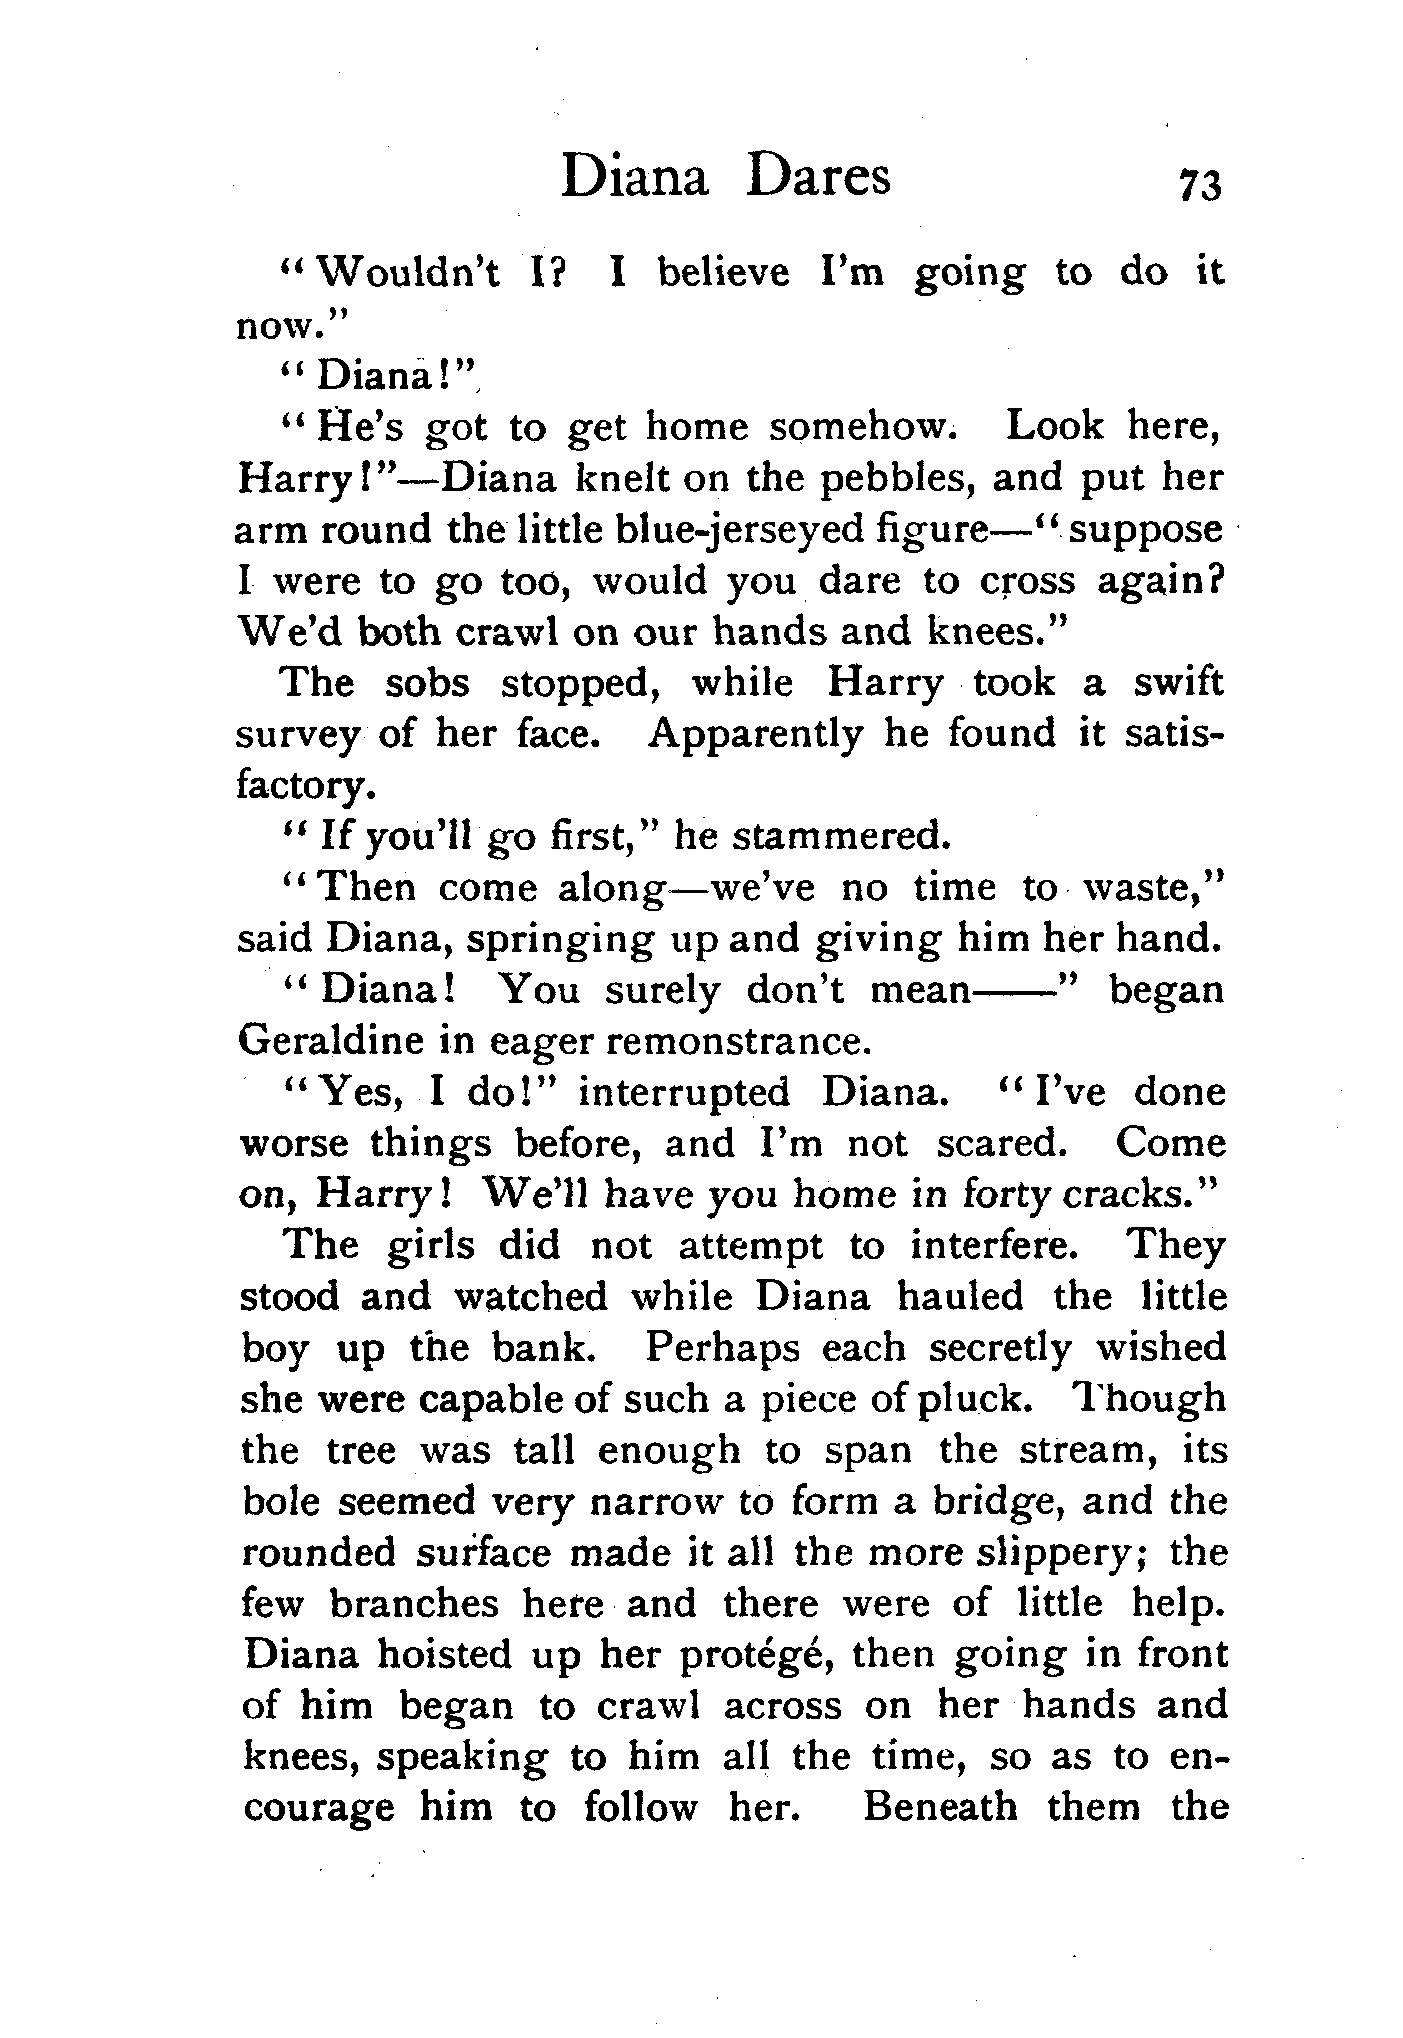 Diana Dares 73
"Wouldn't I? I believe I'm going to do it
now."
"Diana!"
"He's got to get home somehow. Look here,
Harry!"—Diana knelt on the pebbles, and put her
arm round the little blue-jerseyed figure—"suppose
I were to go too, would you dare to cross again?
We'd both crawl on our hands and knees."
The sobs stopped, while Harry took a swift
survey of her face. Apparently he found it satis-
factory.
"If you'll go first," he stammered.
"Then come along—we've no time to waste,"
said Diana, springing up and giving him her hand.
"Diana! You surely don't mean——" began
Geraldine in eager remonstrance.
"Yes, I do!" interrupted Diana. "I've done
worse things before, and I'm not scared. Come
on, Harry! We'll have you home in forty cracks."
The girls did not attempt to interfere. They
stood and watched while Diana hauled the little
boy up the bank. Perhaps each secretly wished
she were capable of such a piece of pluck. Though
the tree was tall enough to span the stream, its
bole seemed very narrow to form a bridge, and the
rounded surface made it all the more slippery; the
few branches here and there were of little help.
Diana hoisted up her protégé, then going in front
of him began to crawl across on her hands and
knees, speaking to him all the time, so as to en-
courage him to follow her. Beneath them the